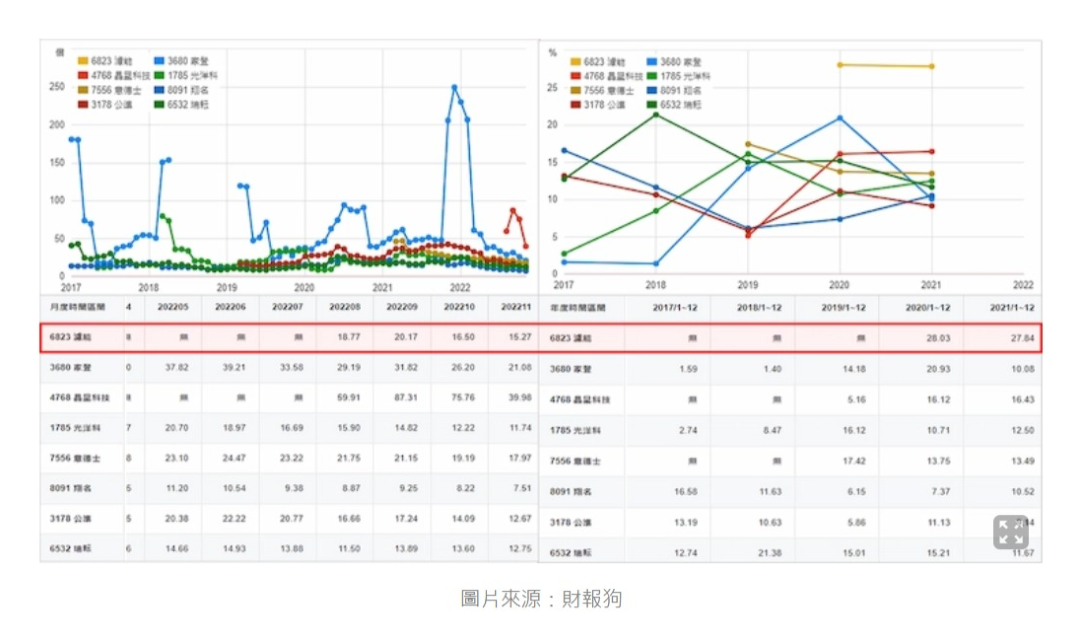 億
6823 濾能
3680 家登
4768 晶呈科技
1785 光洋科
7556 意德士
8091 翔名
3178 公準
6532 瑞耘
250
200
150
100
50
0
2017
2018
2019
2020
2021
2022
%
6823 濾能
3680 家登
4768 晶呈科技
1785 光洋科
7556 意德士
8091 翔名
3178 公準
6532 瑞耘
25
20
15
10
5
0
2017
2018
2019
2020
2021
2022
月度時間區間 4 202205 202206 202207 202208 202209 202210 202211
6823 濾能 8 無 無 無 18.77 20.17 16.50 15.27
3680 家登 0 37.82 39.21 33.58 29.19 31.82 26.20 21.08
4768 晶呈科技 8 無 無 無 59.91 87.31 75.76 39.98
1785 光洋科 7 20.70 18.97 16.69 15.90 14.82 12.22 11.74
7556 意德士 8 23.10 24.47 23.22 21.75 21.15 19.19 17.97
8091 翔名 5 11.20 10.54 9.38 8.87 9.25 8.22 7.51
3178 公準 5 20.38 22.22 20.77 16.66 17.24 14.09 12.67
6532 瑞耘 6 14.66 14.93 13.88 11.50 13.89 13.60 12.75
年度時間區間 2017/1~12 2018/1~12 2019/1~12 2020/1~12 2021/1~12
6823 濾能 無 無 無 28.03 27.84
3680 家登 1.59 1.40 14.18 20.93 10.08
4768 晶呈科技 無 無 5.16 16.12 16.43
1785 光洋科 2.74 8.47 16.12 10.71 12.50
7556 意德士 無 無 17.42 13.75 13.49
8091 翔名 16.58 11.63 6.15 7.37 10.52
3178 公準 13.19 10.63 5.86 11.13
6532 瑞耘 12.74 21.38 15.01 15.21 11.67
圖片來源：財報狗